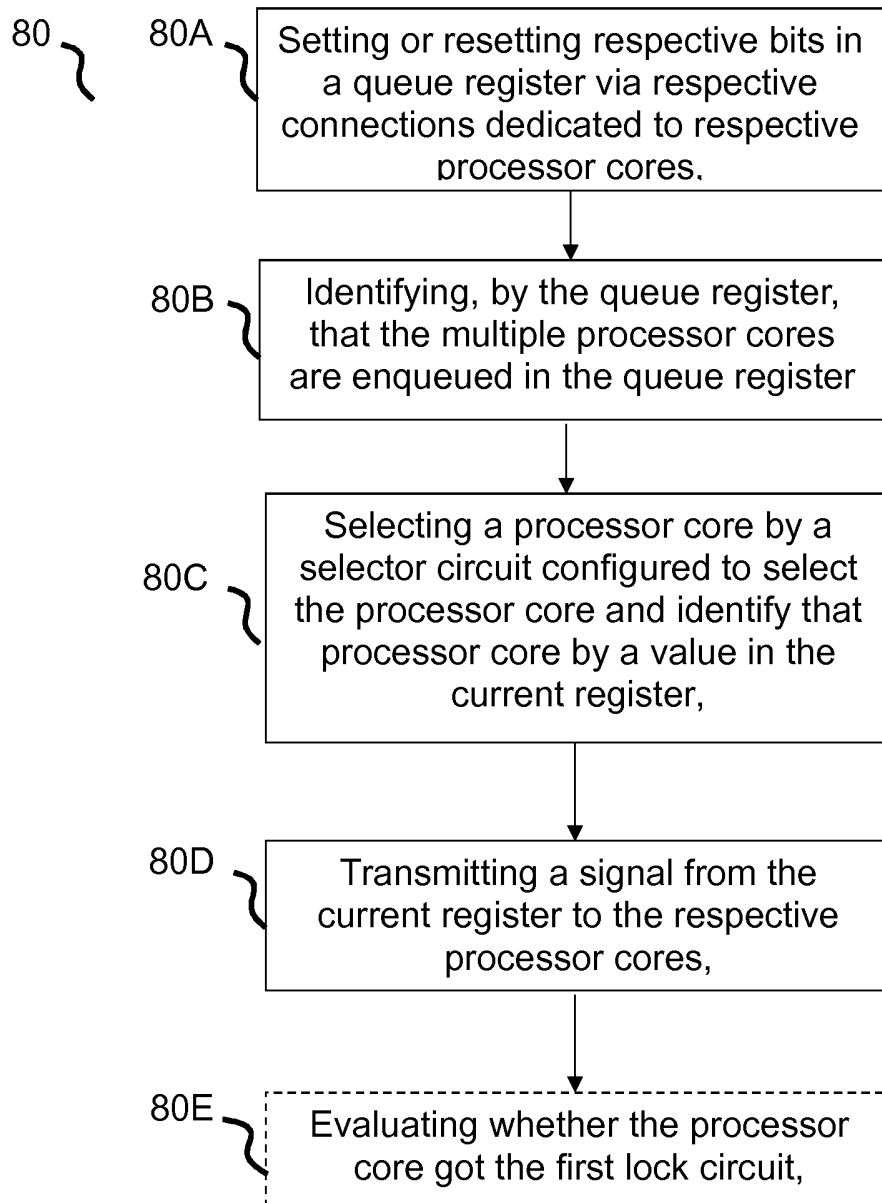 80
80A
Setting or resetting respective bits in
a queue register via respective
connections dedicated to respective
processor cores,
80B
Identifying, by the queue register,
that the multiple processor cores
are enqueued in the queue register
80C
Selecting a processor core by a
selector circuit configured to select
the processor core and identify that
processor core by a value in the
current register,
80D
Transmitting a signal from the
current register to the respective
processor cores,
80E
Evaluating whether the processor
core got the first lock circuit,